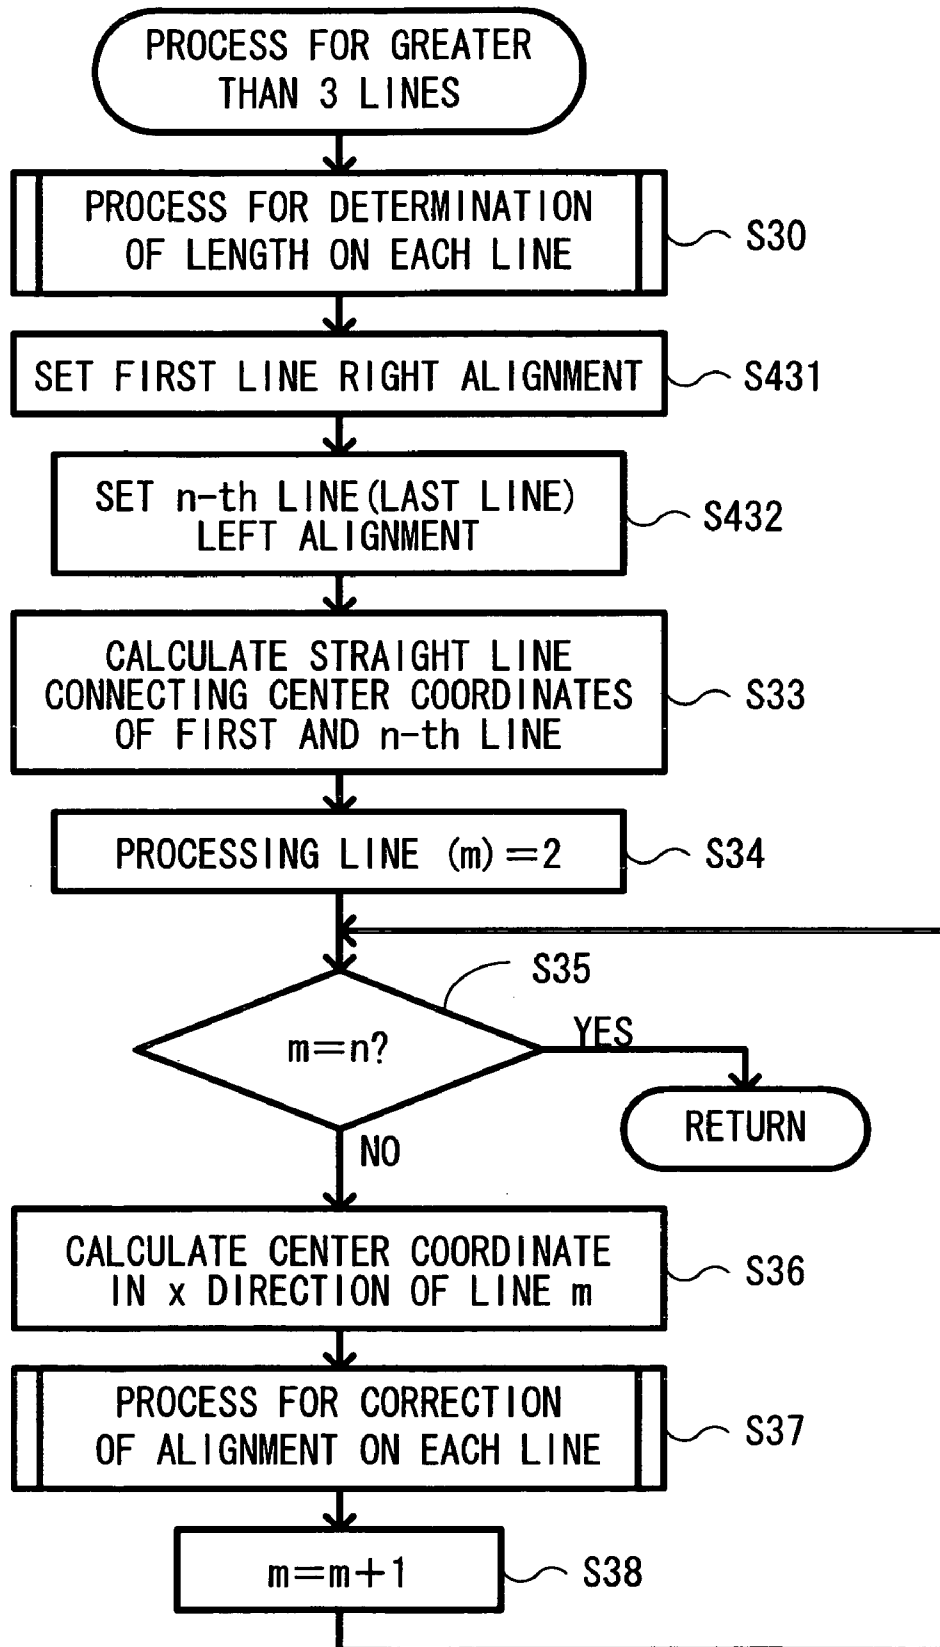 PROCESS FOR GREATER
THAN 3 LINES
PROCESS FOR DETERMINATION
OF LENGTH ON EACH LINE
S30
SET FIRST LINE RIGHT ALIGNMENT
S431
SET n-th LINE(LAST LINE)
LEFT ALIGNMENT
S432
CALCULATE STRAIGHT LINE
CONNECTING CENTER COORDINATES
OF FIRST AND n-th LINE
S33
PROCESSING LINE (m)=2
S34
S35
m=n?
YES
RETURN
NO
CALCULATE CENTER COORDINATE
IN x DIRECTION OF LINE m
S36
PROCESS FOR CORRECTION
OF ALIGNMENT ON EACH LINE
S37
m=m+1
S38